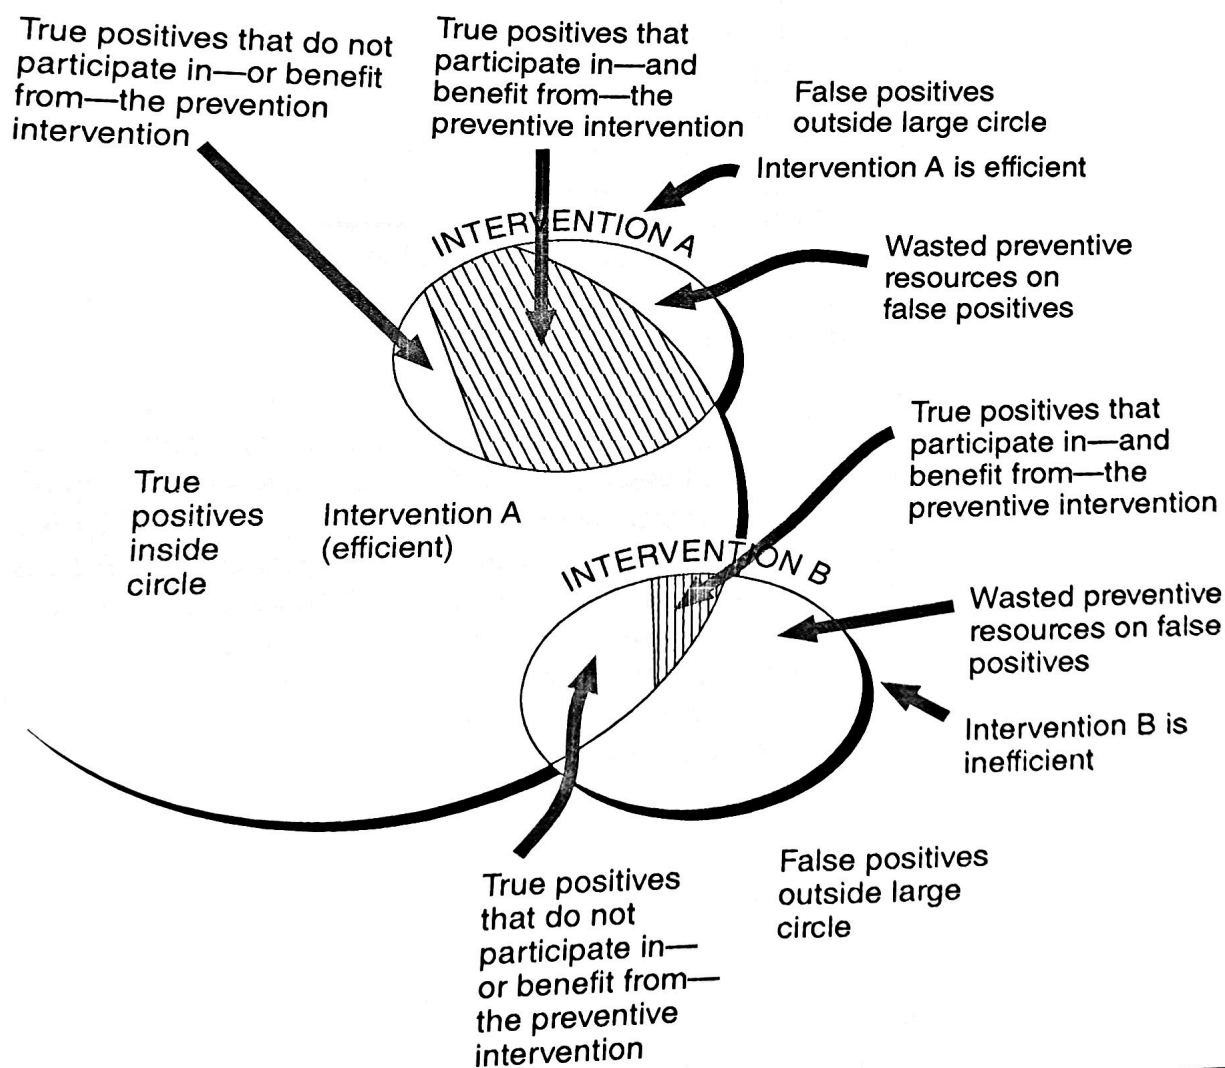 True positives that do not
participate in—or benefit
from—the prevention
intervention
True positives that
participate in—and
benefit from—the
preventive intervention
False positives
outside large circle
Intervention A is efficient
INTERVENTION A
Wasted preventive
resources on
false positives
True positives that
participate in—and
benefit from—the
preventive intervention
True
positives
inside
circle
Intervention A
(efficient)
INTERVENTION B
Wasted preventive
resources on false
positives
Intervention B is
inefficient
True positives
that do not
participate in—
or benefit from—
the preventive
intervention
False positives
outside large
circle